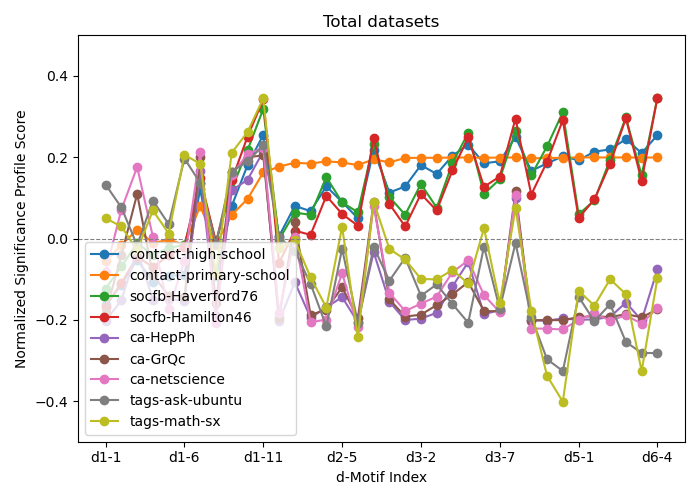 Total datasets
Normalized Significance Profile Score
0.4
0.2
0.0
−0.2
−0.4
contact-high-school
contact-primary-school
socfb-Haverford76
socfb-Hamilton46
ca-HepPh
ca-GrQc
ca-netscience
tags-ask-ubuntu
tags-math-sx
d1-1 d1-6 d1-11 d2-5 d3-2 d3-7 d5-1 d6-4
d-Motif Index